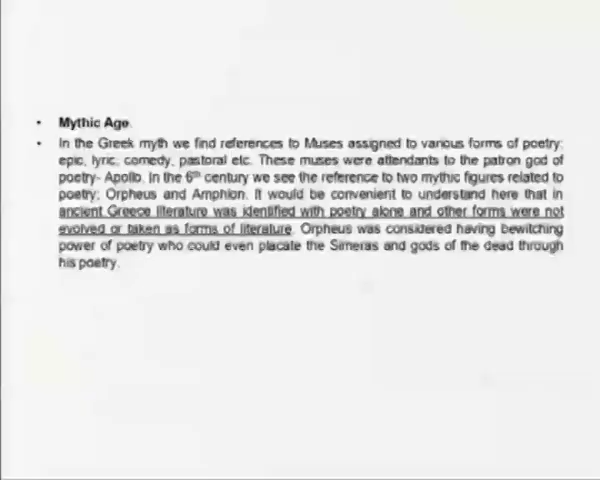 • Mythic Age.
• In the Greek myth we find references to Muses assigned to various forms of poetry:
epic, lyric, comedy, pastoral etc. These muses were attendants to the patron god of
poetry- Apollo. In the 6th century we see the reference to two mythic figures related to
poetry: Orpheus and Amphion. It would be convenient to understand here that in
ancient Greece literature was identified with poetry alone and other forms were not
evolved or taken as forms of literature. Orpheus was considered having bewitching
power of poetry who could even placate the Simeras and gods of the dead through
his poetry.